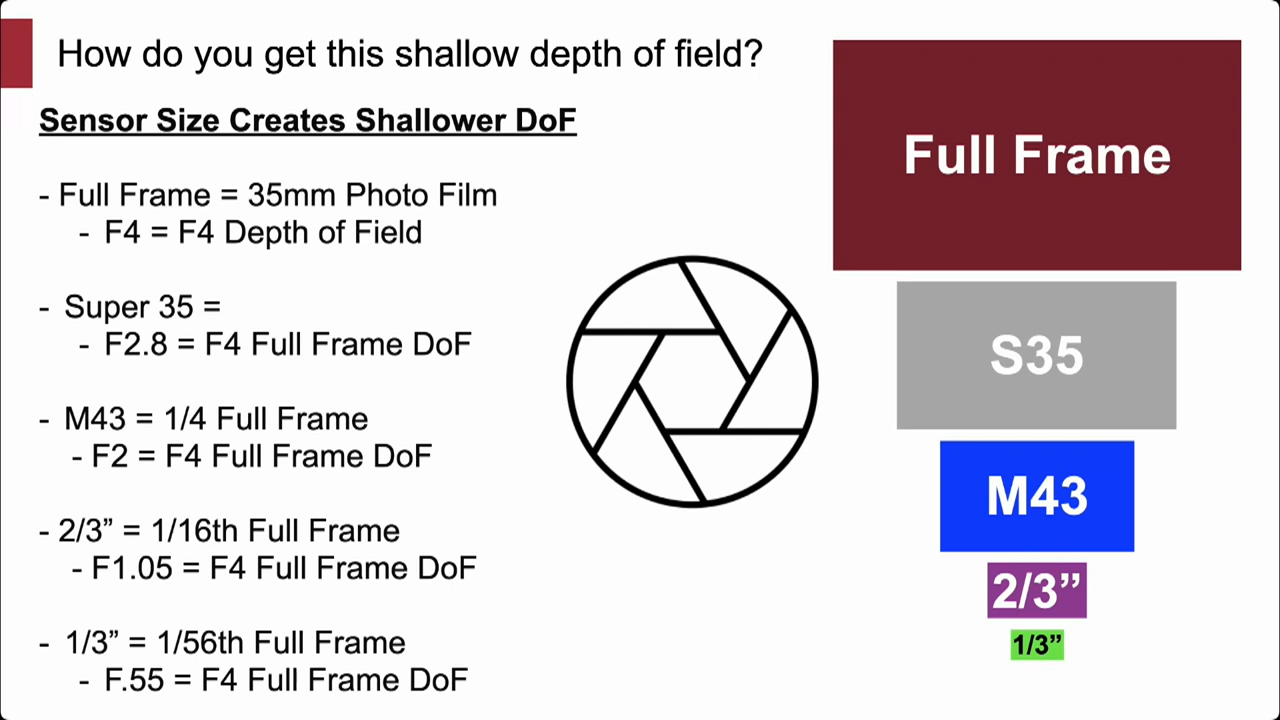 How do you get this shallow depth of field?
Sensor Size Creates Shallower DoF
- Full Frame = 35mm Photo Film
- F4 = F4 Depth of Field
- Super 35 =
- F2.8 = F4 Full Frame DoF
- M43 = 1/4 Full Frame
- F2 = F4 Full Frame DoF
- 2/3” = 1/16th Full Frame
- F1.05 = F4 Full Frame DoF
- 1/3” = 1/56th Full Frame
- F.55 = F4 Full Frame DoF
Full Frame
S35
M43
2/3”
1/3”